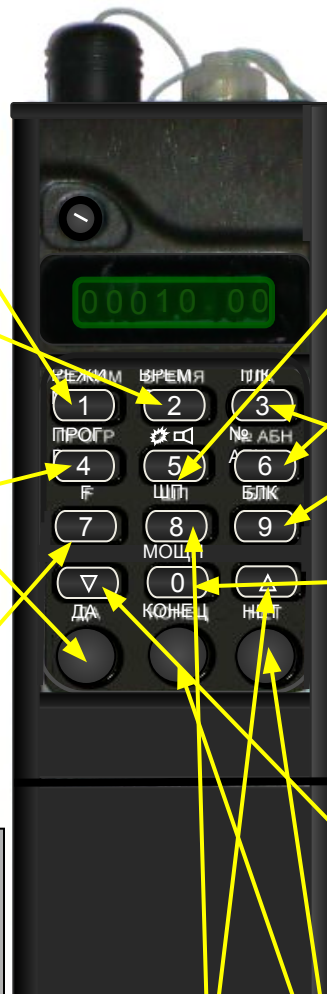 00010.00
РЕЖИМ ВРЕМЯ ПЛК
1 2 3
ПРОГР № АБН
4 5 6
F ШП БЛК
7 8 9
МОЩН
▽ 0 △
ДА КОНЕЦ НЕТ